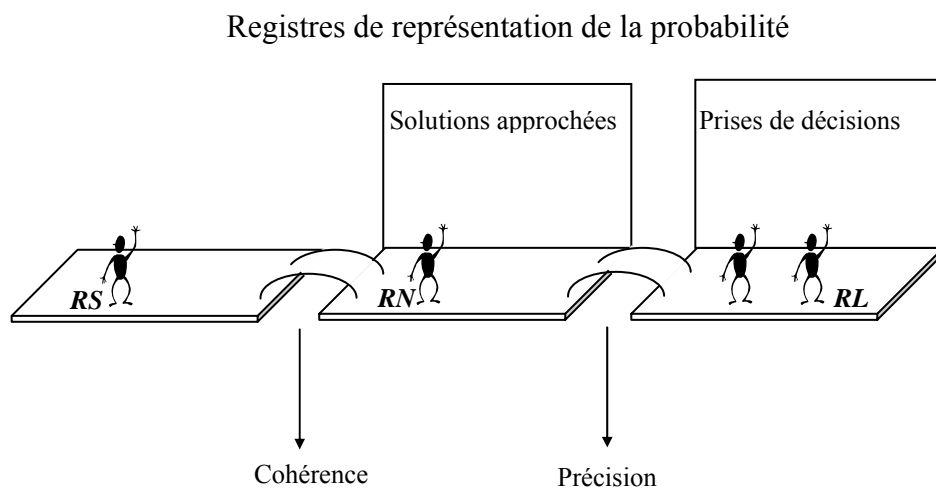 Registres de représentation de la probabilité
Solutions approchées
Prises de décisions
RS
RN
RL
Cohérence
Précision